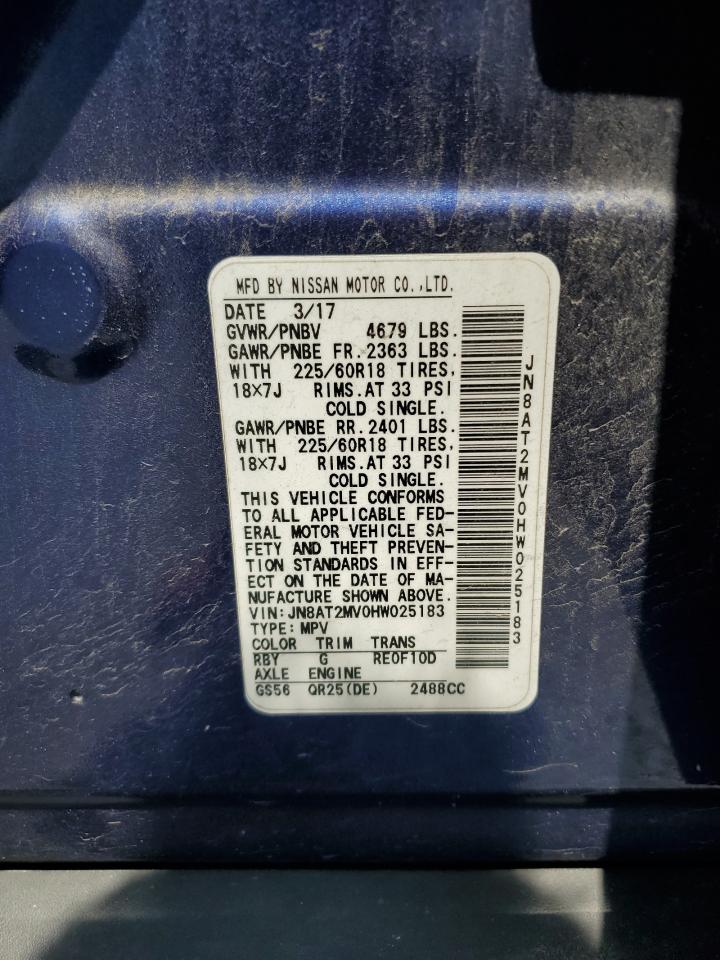 MFD BY NISSAN MOTOR CO.,LTD.
DATE 3/17
GVWR/PNBV 4679 LBS.
GAWR/PNBE FR.2363 LBS.
WITH 225/60R18 TIRES,
18×7J RIMS.AT 33 PSI
COLD SINGLE.
GAWR/PNBE RR.2401 LBS.
WITH 225/60R18 TIRES,
18×7J RIMS.AT 33 PSI
COLD SINGLE.
THIS VEHICLE CONFORMS
TO ALL APPLICABLE FED-
ERAL MOTOR VEHICLE SA-
FETY AND THEFT PREVEN-
TION STANDARDS IN EFF-
ECT ON THE DATE OF MA-
NUFACTURE SHOWN ABOVE.
VIN:JN8AT2MV0HW025183
TYPE:MPV
COLOR TRIM TRANS
RBY G RE0F10D
AXLE ENGINE
GS56 QR25(DE) 2488CC
JN8AT2MV0HW025183